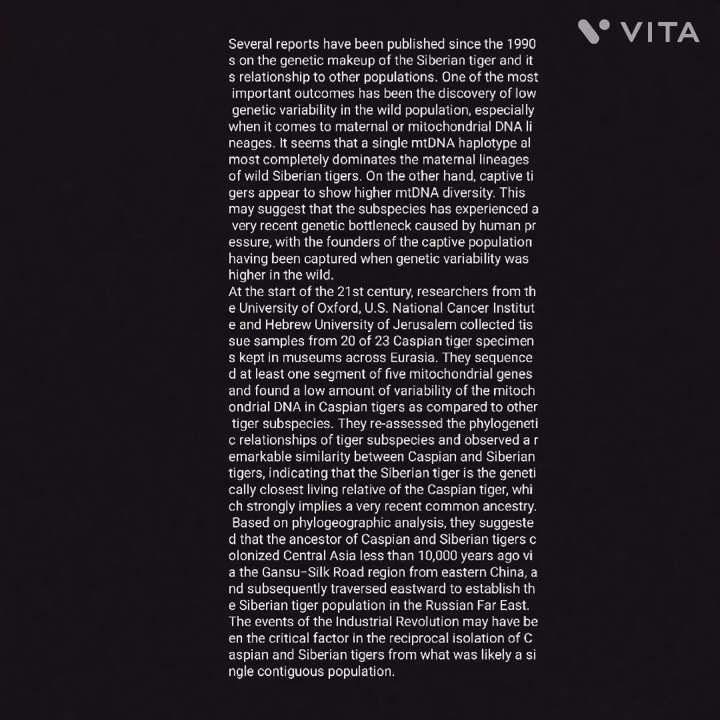 VITA
Several reports have been published since the 1990
s on the genetic makeup of the Siberian tiger and it
s relationship to other populations. One of the most
important outcomes has been the discovery of low
genetic variability in the wild population, especially
when it comes to maternal or mitochondrial DNA li
neages. It seems that a single mtDNA haplotype al
most completely dominates the maternal lineages
of wild Siberian tigers. On the other hand, captive ti
gers appear to show higher mtDNA diversity. This
may suggest that the subspecies has experienced a
very recent genetic bottleneck caused by human pr
essure, with the founders of the captive population
having been captured when genetic variability was
higher in the wild.
At the start of the 21st century, researchers from th
e University of Oxford, U.S. National Cancer Institut
e and Hebrew University of Jerusalem collected tis
sue samples from 20 of 23 Caspian tiger specimen
s kept in museums across Eurasia. They sequence
d at least one segment of five mitochondrial genes
and found a low amount of variability of the mitoch
ondrial DNA in Caspian tigers as compared to other
tiger subspecies. They re-assessed the phylogeneti
c relationships of tiger subspecies and observed a r
emarkable similarity between Caspian and Siberian
tigers, indicating that the Siberian tiger is the geneti
cally closest living relative of the Caspian tiger, whi
ch strongly implies a very recent common ancestry.
Based on phylogeographic analysis, they suggeste
d that the ancestor of Caspian and Siberian tigers c
olonized Central Asia less than 10,000 years ago vi
a the Gansu−Silk Road region from eastern China, a
nd subsequently traversed eastward to establish th
e Siberian tiger population in the Russian Far East.
The events of the Industrial Revolution may have be
en the critical factor in the reciprocal isolation of C
aspian and Siberian tigers from what was likely a si
ngle contiguous population.